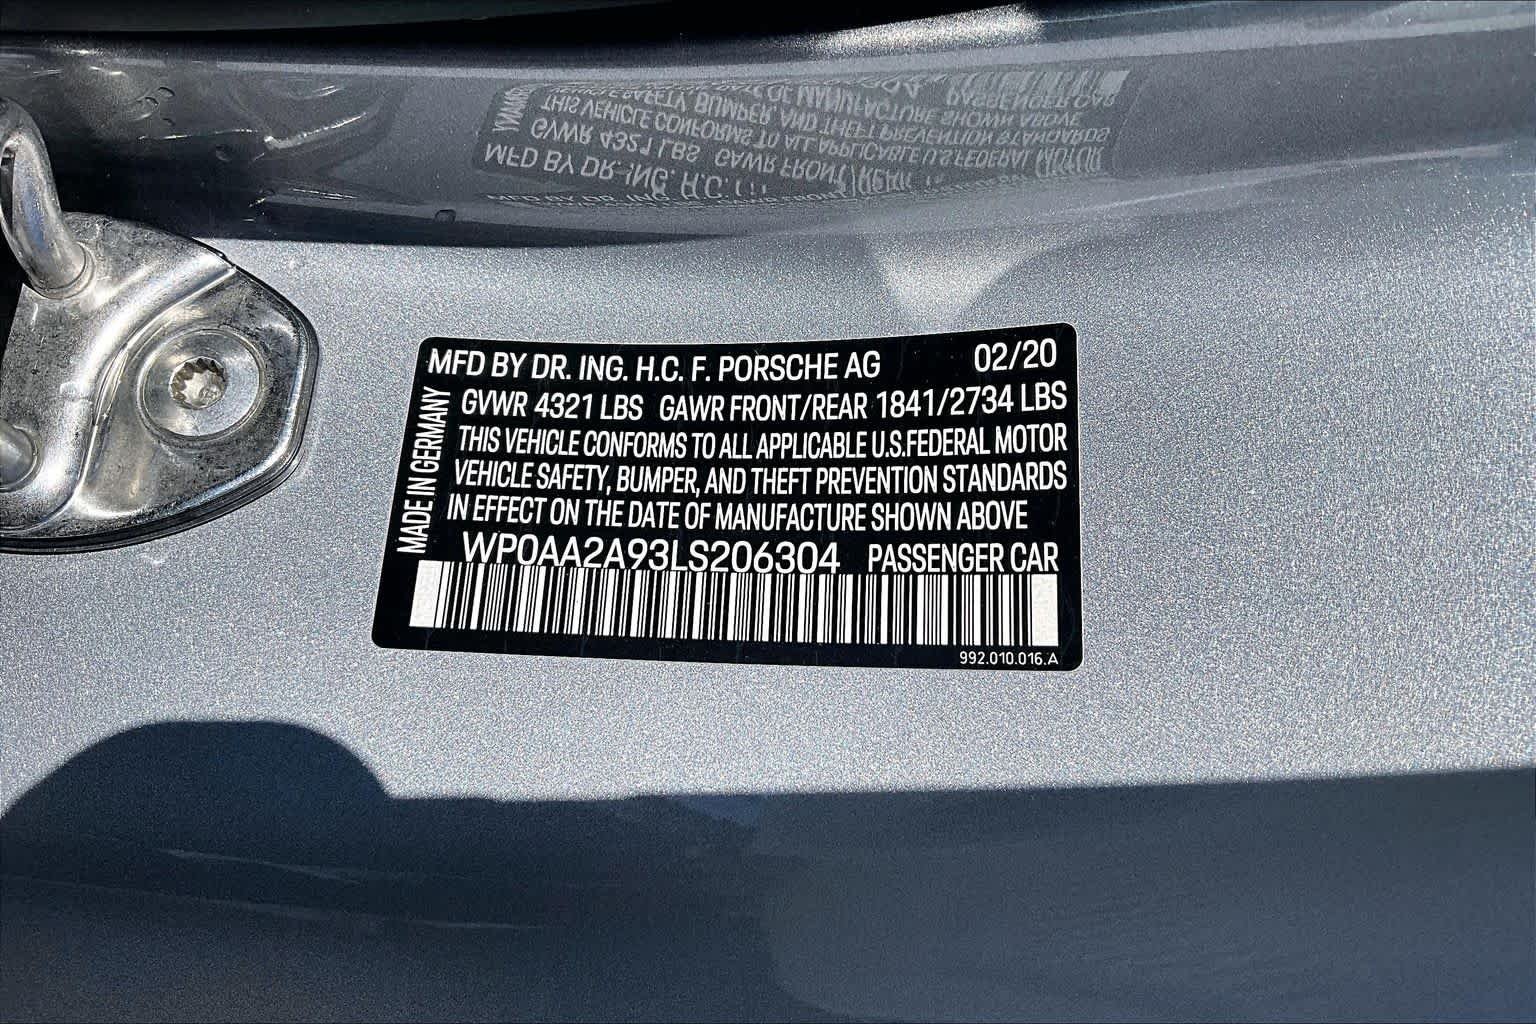 MFD BY DR. ING. H.C. F. PORSCHE AG 02/20
GVWR 4321 LBS GAWR FRONT/REAR 1841/2734 LBS
THIS VEHICLE CONFORMS TO ALL APPLICABLE U.S.FEDERAL MOTOR
VEHICLE SAFETY, BUMPER, AND THEFT PREVENTION STANDARDS
IN EFFECT ON THE DATE OF MANUFACTURE SHOWN ABOVE
MADE IN GERMANY
WP0AA2A93LS206304 PASSENGER CAR
992.010.016.A